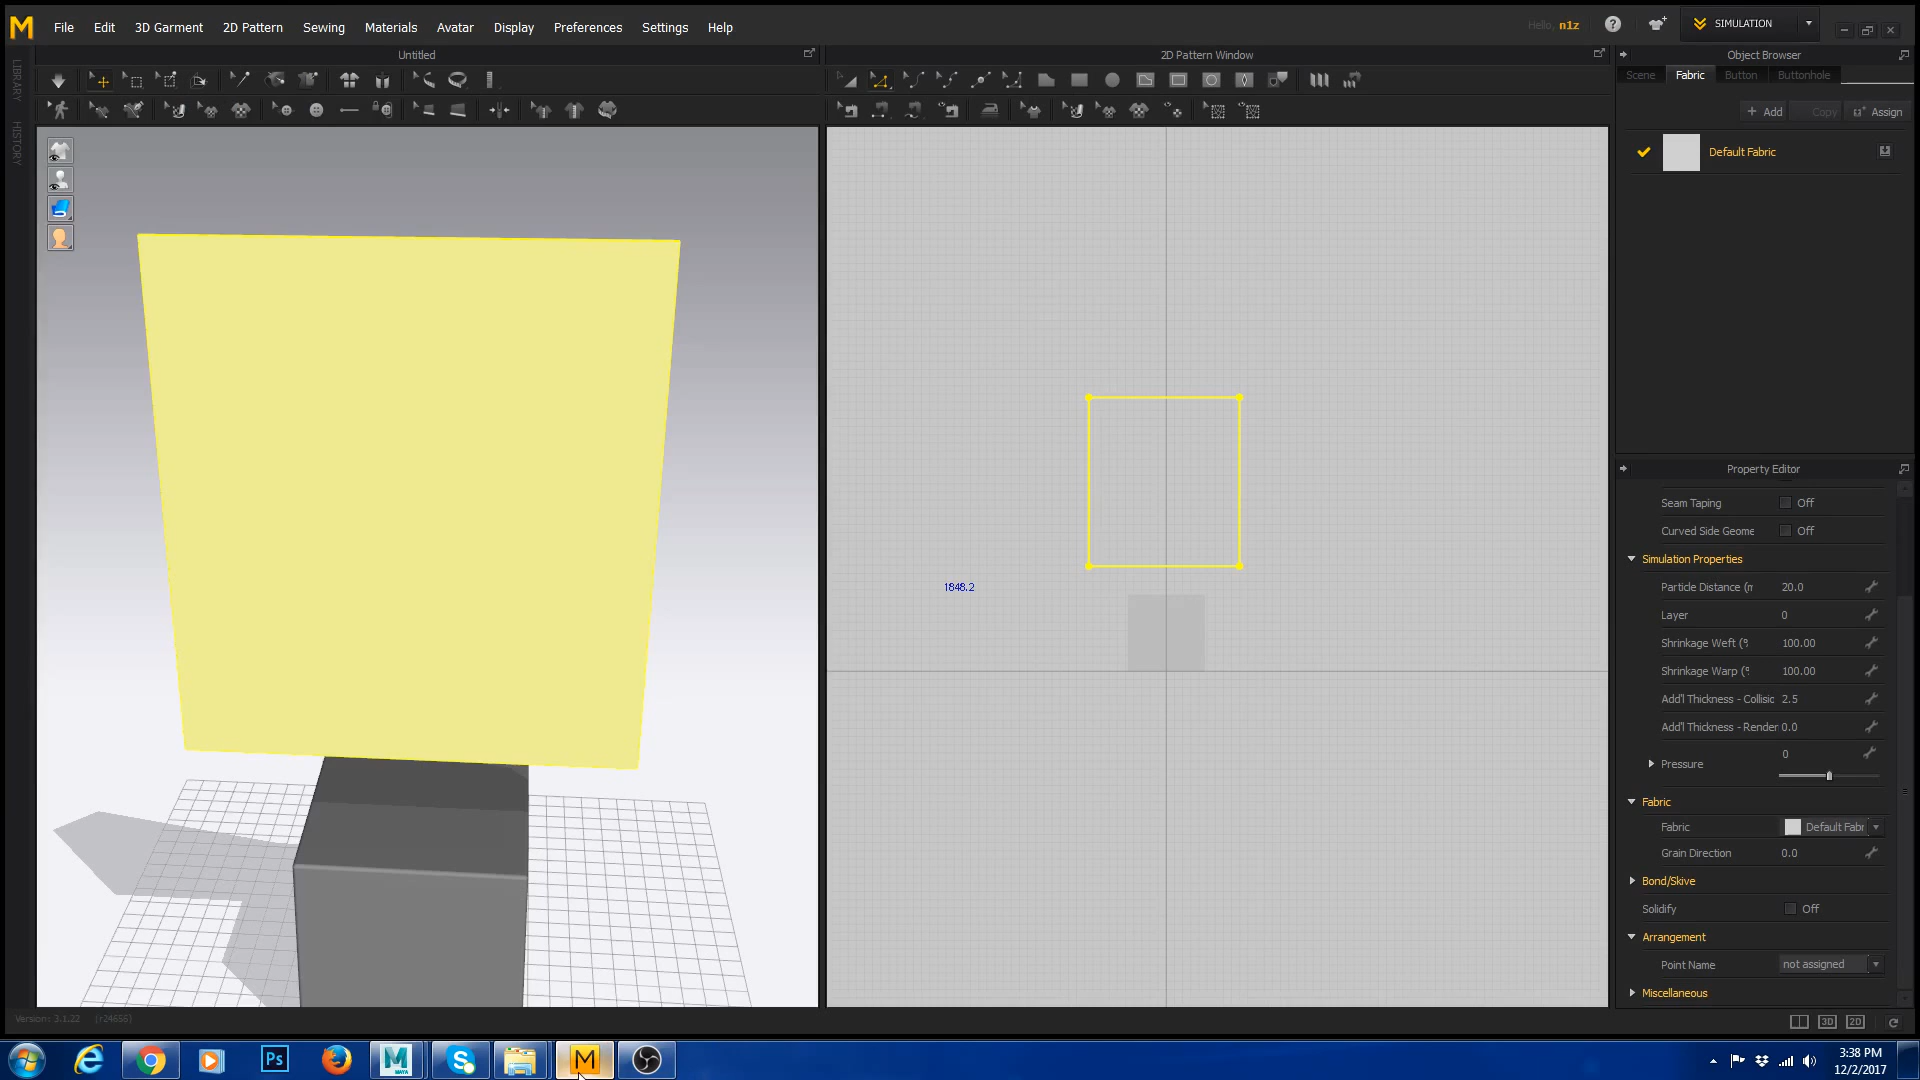 M File Edit 3D Garment 2D Pattern Sewing Materials Avatar Display Preferences Settings Help Hello, n1z ? SIMULATION
Untitled
2D Pattern Window
Object Browser
Scene Fabric Button Buttonhole
+ Add Copy Assign
Default Fabric
LIBRARY
HISTORY
1848.2
Property Editor
Seam Taping Off
Curved Side Geome Off
Simulation Properties
Particle Distance (m 20.0
Layer 0
Shrinkage Weft (% 100.00
Shrinkage Warp (% 100.00
Add'l Thickness - Collisic 2.5
Add'l Thickness - Render 0.0
0
Pressure
Fabric
Fabric Default Fabr
Grain Direction 0.0
Bond/Skive
Solidify Off
Arrangement
Point Name not assigned
Miscellaneous
Version: 3.1.22 (r24656)
3D 2D
Ps M MAYA S M
3:38 PM
12/2/2017